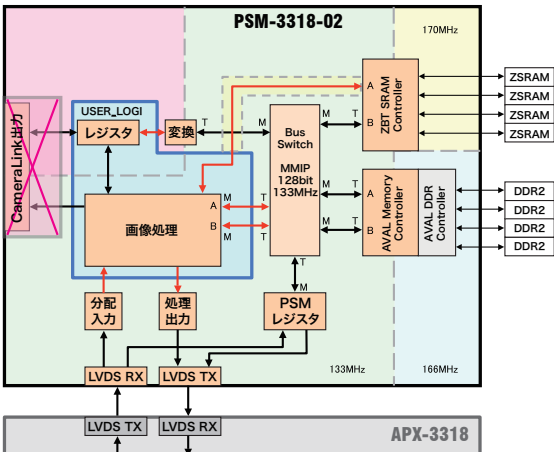 PSM-3318-02
170MHz
USER_LOGI
CameraLink出力
レジスタ
変換
T
M
Bus
Switch
MMIP
128bit
133MHz
M
T
A
B
ZBT SRAM
Controller
ZSRAM
ZSRAM
ZSRAM
ZSRAM
画像処理
A
B
M
T
M
T
M
T
M
T
A
B
AVAL Memory
Controller
AVAL DDR
Controller
DDR2
DDR2
DDR2
DDR2
T
M
分配
入力
処理
出力
PSM
レジスタ
LVDS RX
LVDS TX
133MHz
166MHz
LVDS TX
LVDS RX
APX-3318